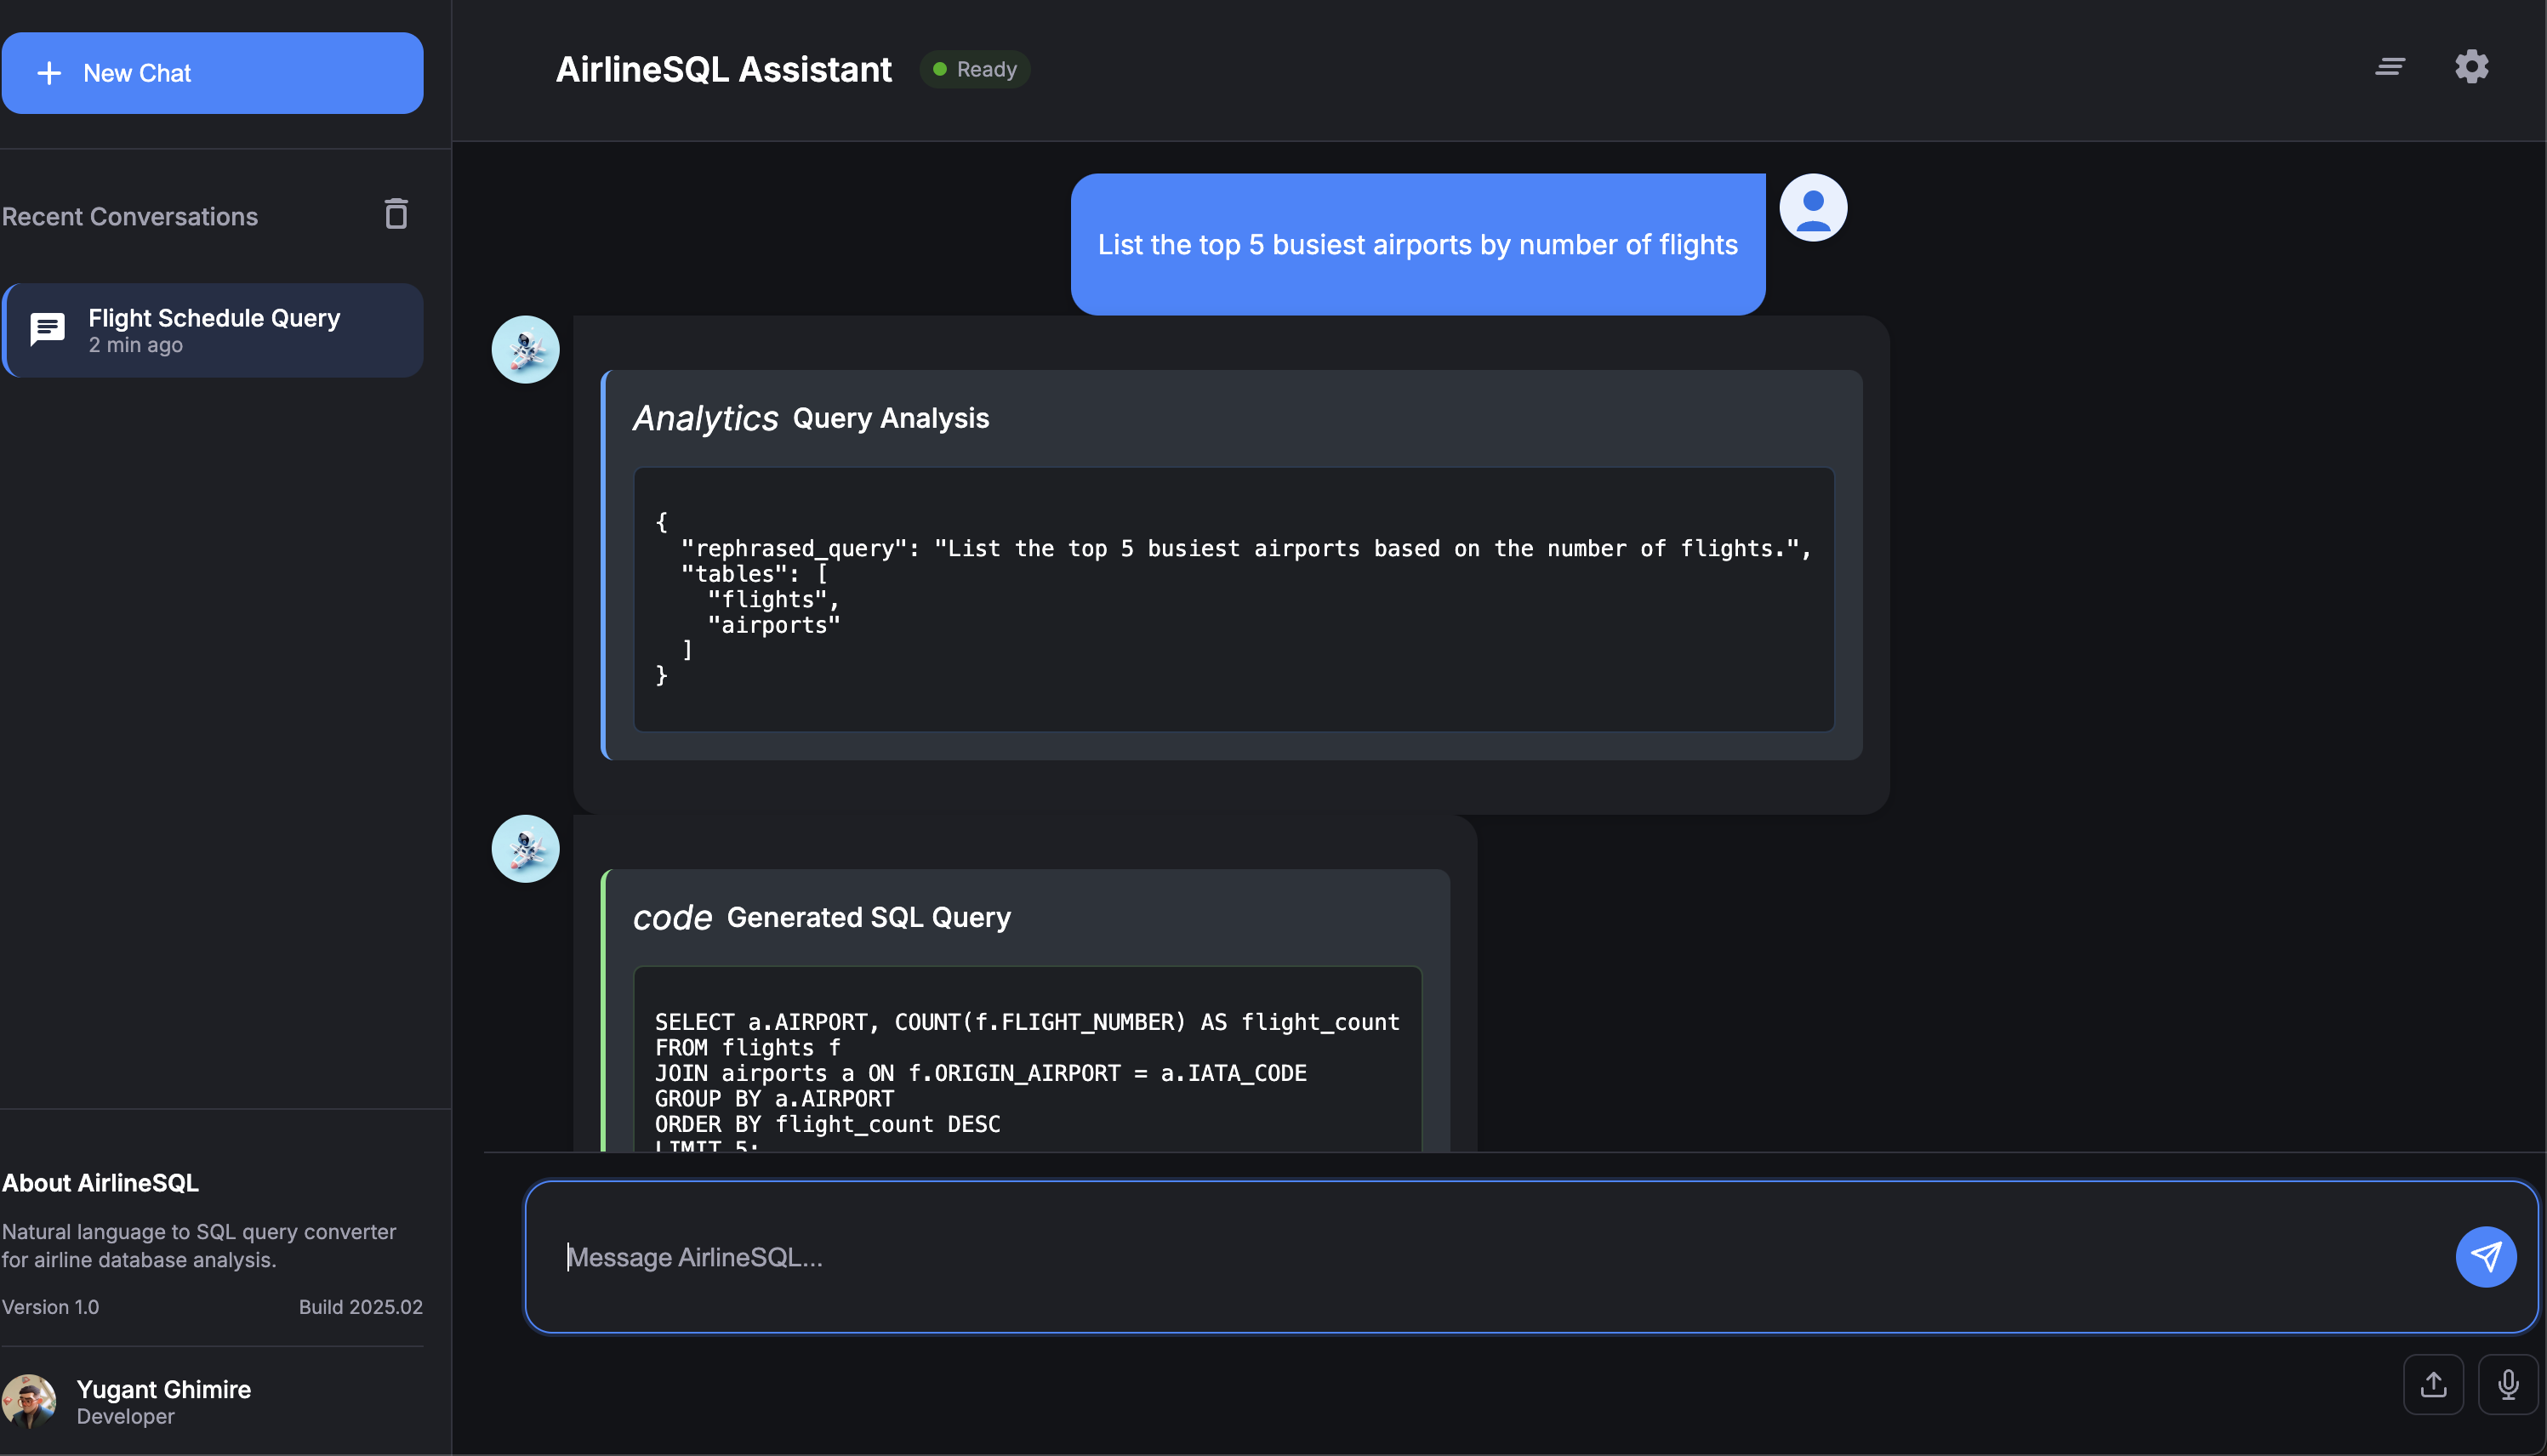 New Chat
Recent Conversations
Flight Schedule Query
2 min ago
About AirlineSQL
Natural language to SQL query converter
for airline database analysis.
Version 1.0
Build 2025.02
Yugant Ghimire
Developer
AirlineSQL Assistant
Ready
List the top 5 busiest airports by number of flights
Analytics Query Analysis
{
  "rephrased_query": "List the top 5 busiest airports based on the number of flights.",
  "tables": [
    "flights",
    "airports"
  ]
}
code Generated SQL Query
SELECT a.AIRPORT, COUNT(f.FLIGHT_NUMBER) AS flight_count
FROM flights f
JOIN airports a ON f.ORIGIN_AIRPORT = a.IATA_CODE
GROUP BY a.AIRPORT
ORDER BY flight_count DESC
LIMIT 5;
Message AirlineSQL...